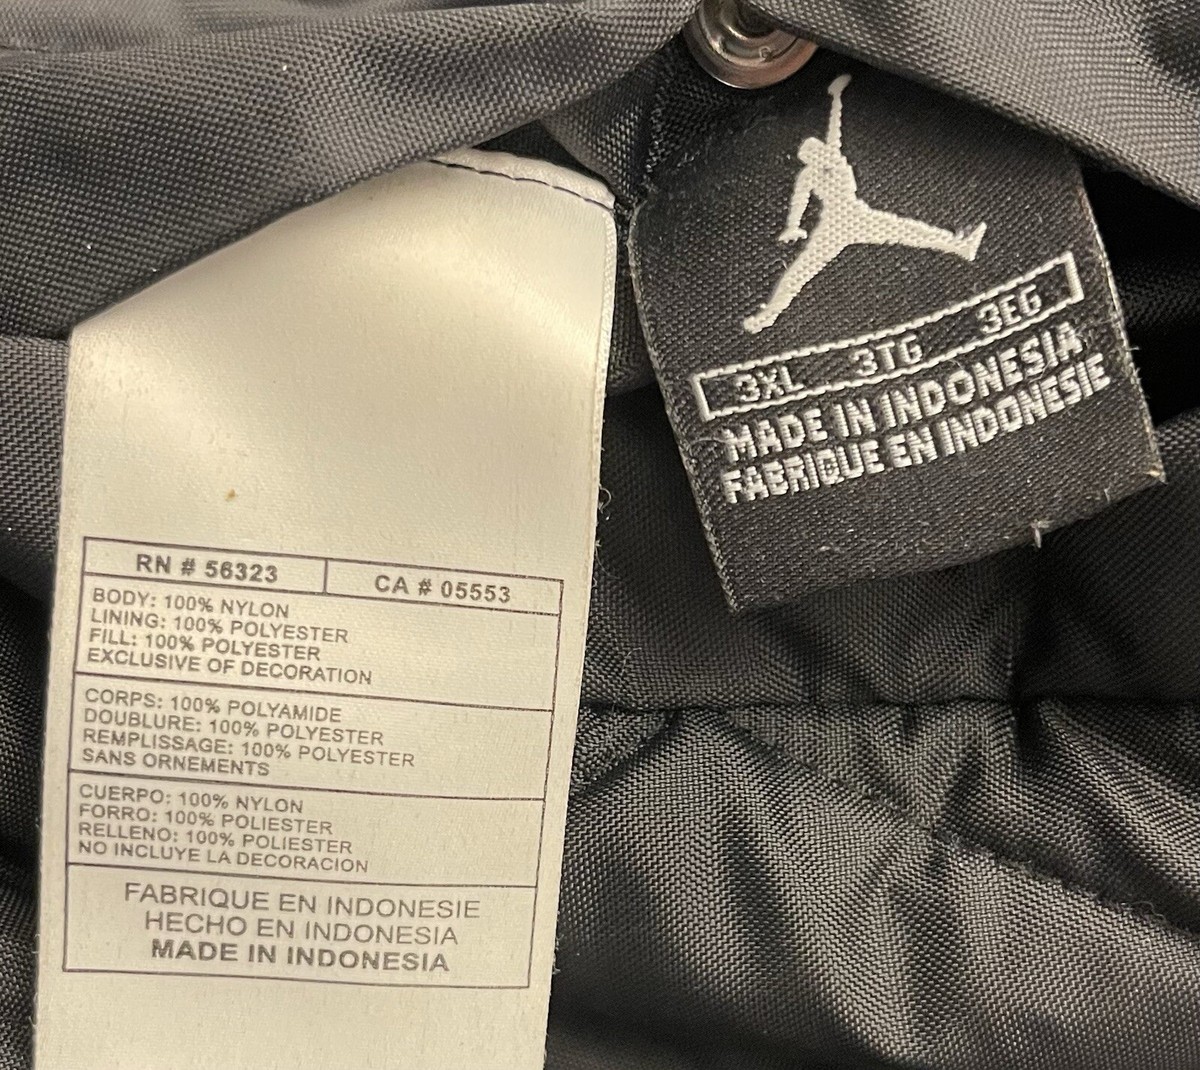 RN # 56323 CA # 05553
BODY: 100% NYLON
LINING: 100% POLYESTER
FILL: 100% POLYESTER
EXCLUSIVE OF DECORATION
CORPS: 100% POLYAMIDE
DOUBLURE: 100% POLYESTER
REMPLISSAGE: 100% POLYESTER
SANS ORNEMENTS
CUERPO: 100% NYLON
FORRO: 100% POLIESTER
RELLENO: 100% POLIESTER
NO INCLUYE LA DECORACION
FABRIQUE EN INDONESIE
HECHO EN INDONESIA
MADE IN INDONESIA
3XL 3TG 3EG
MADE IN INDONESIA
FABRIQUE EN INDONESIE